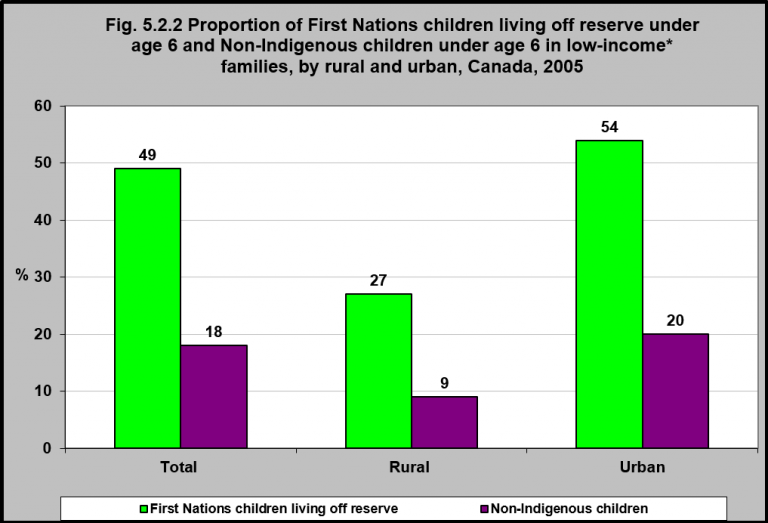 Fig. 5.2.2 Proportion of First Nations children living off reserve under
age 6 and Non-Indigenous children under age 6 in low-income*
families, by rural and urban, Canada, 2005
60
50
40
% 30
20
10
0
49
18
27
9
54
20
Total Rural Urban
First Nations children living off reserve Non-Indigenous children